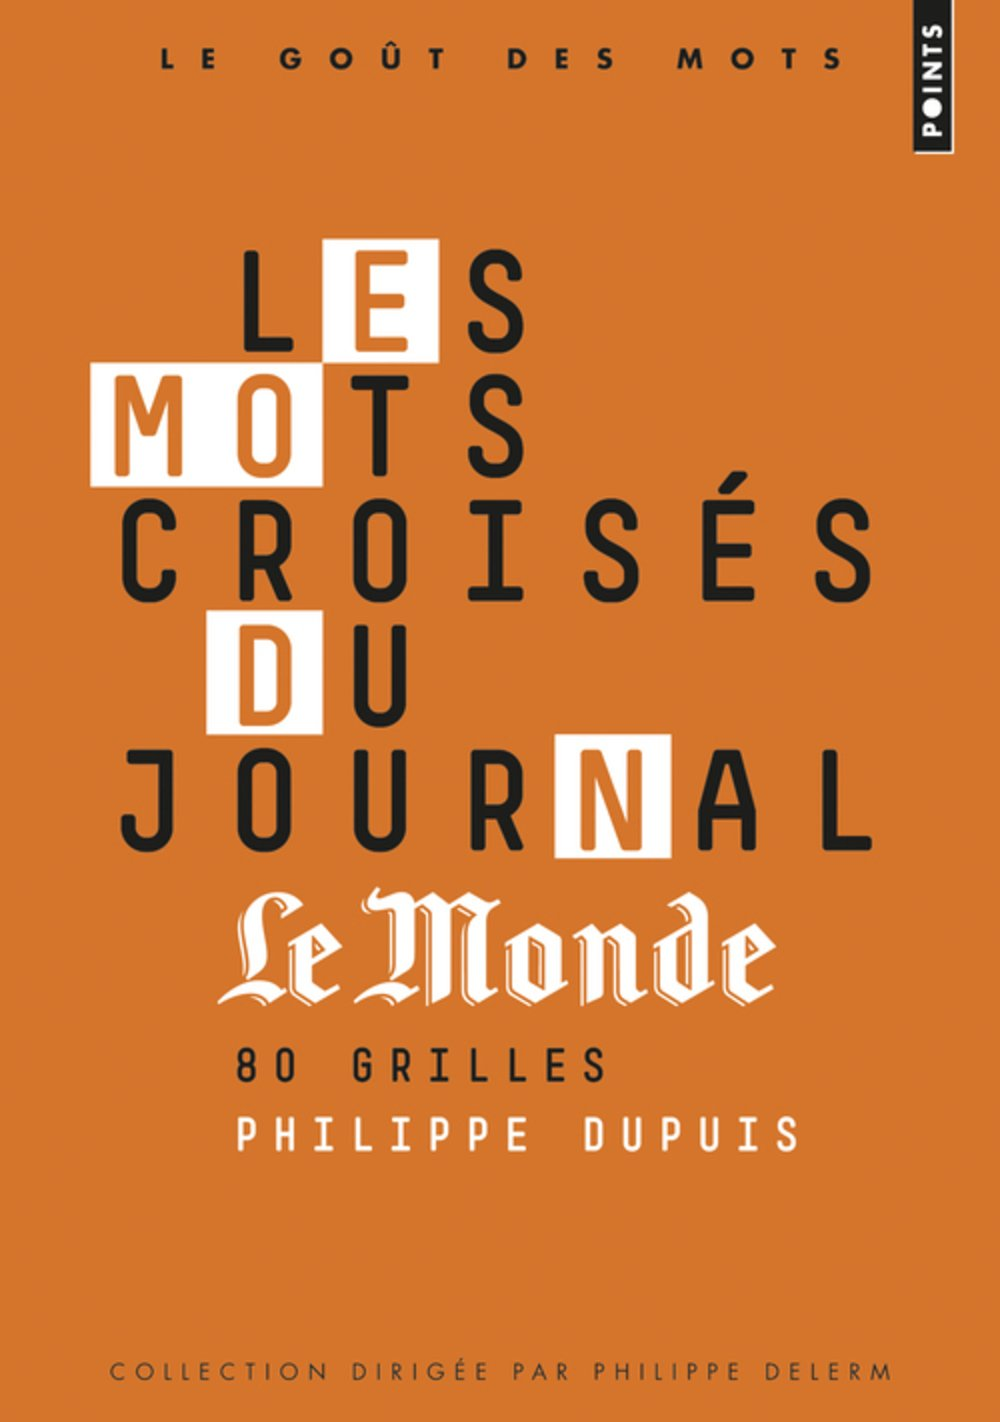 LE GOÛT DES MOTS
POINTS
LES
MOTS
CROISÉS
DU
JOURNAL
Le Monde
80 GRILLES
PHILIPPE DUPUIS
COLLECTION DIRIGÉE PAR PHILIPPE DELERM